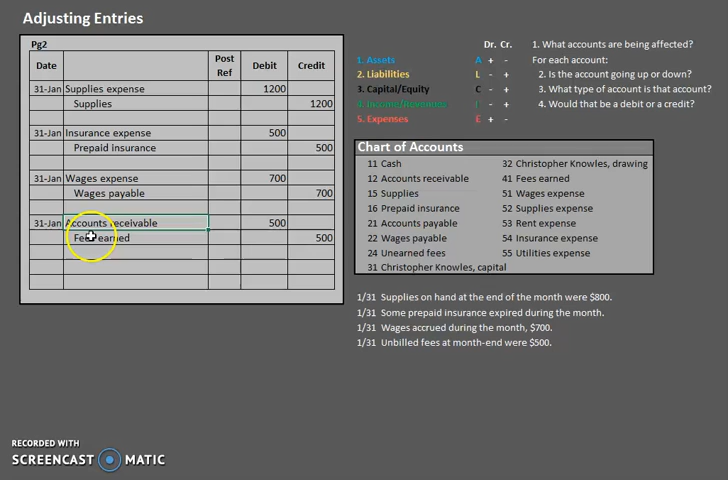 Adjusting Entries
Pg2
Date Post Ref Debit Credit
31-Jan Supplies expense 1200
Supplies 1200
31-Jan Insurance expense 500
Prepaid insurance 500
31-Jan Wages expense 700
Wages payable 700
31-Jan Accounts receivable 500
Fees earned 500
Dr. Cr.
1. Assets A + -
2. Liabilities L - +
3. Capital/Equity C - +
4. Income/Revenues I - +
5. Expenses E + -
1. What accounts are being affected?
For each account:
2. Is the account going up or down?
3. What type of account is that account?
4. Would that be a debit or a credit?
Chart of Accounts
11 Cash
12 Accounts receivable
15 Supplies
16 Prepaid insurance
21 Accounts payable
22 Wages payable
24 Unearned fees
31 Christopher Knowles, capital
32 Christopher Knowles, drawing
41 Fees earned
51 Wages expense
52 Supplies expense
53 Rent expense
54 Insurance expense
55 Utilities expense
1/31 Supplies on hand at the end of the month were $800.
1/31 Some prepaid insurance expired during the month.
1/31 Wages accrued during the month, $700.
1/31 Unbilled fees at month-end were $500.
RECORDED WITH
SCREENCAST MATIC